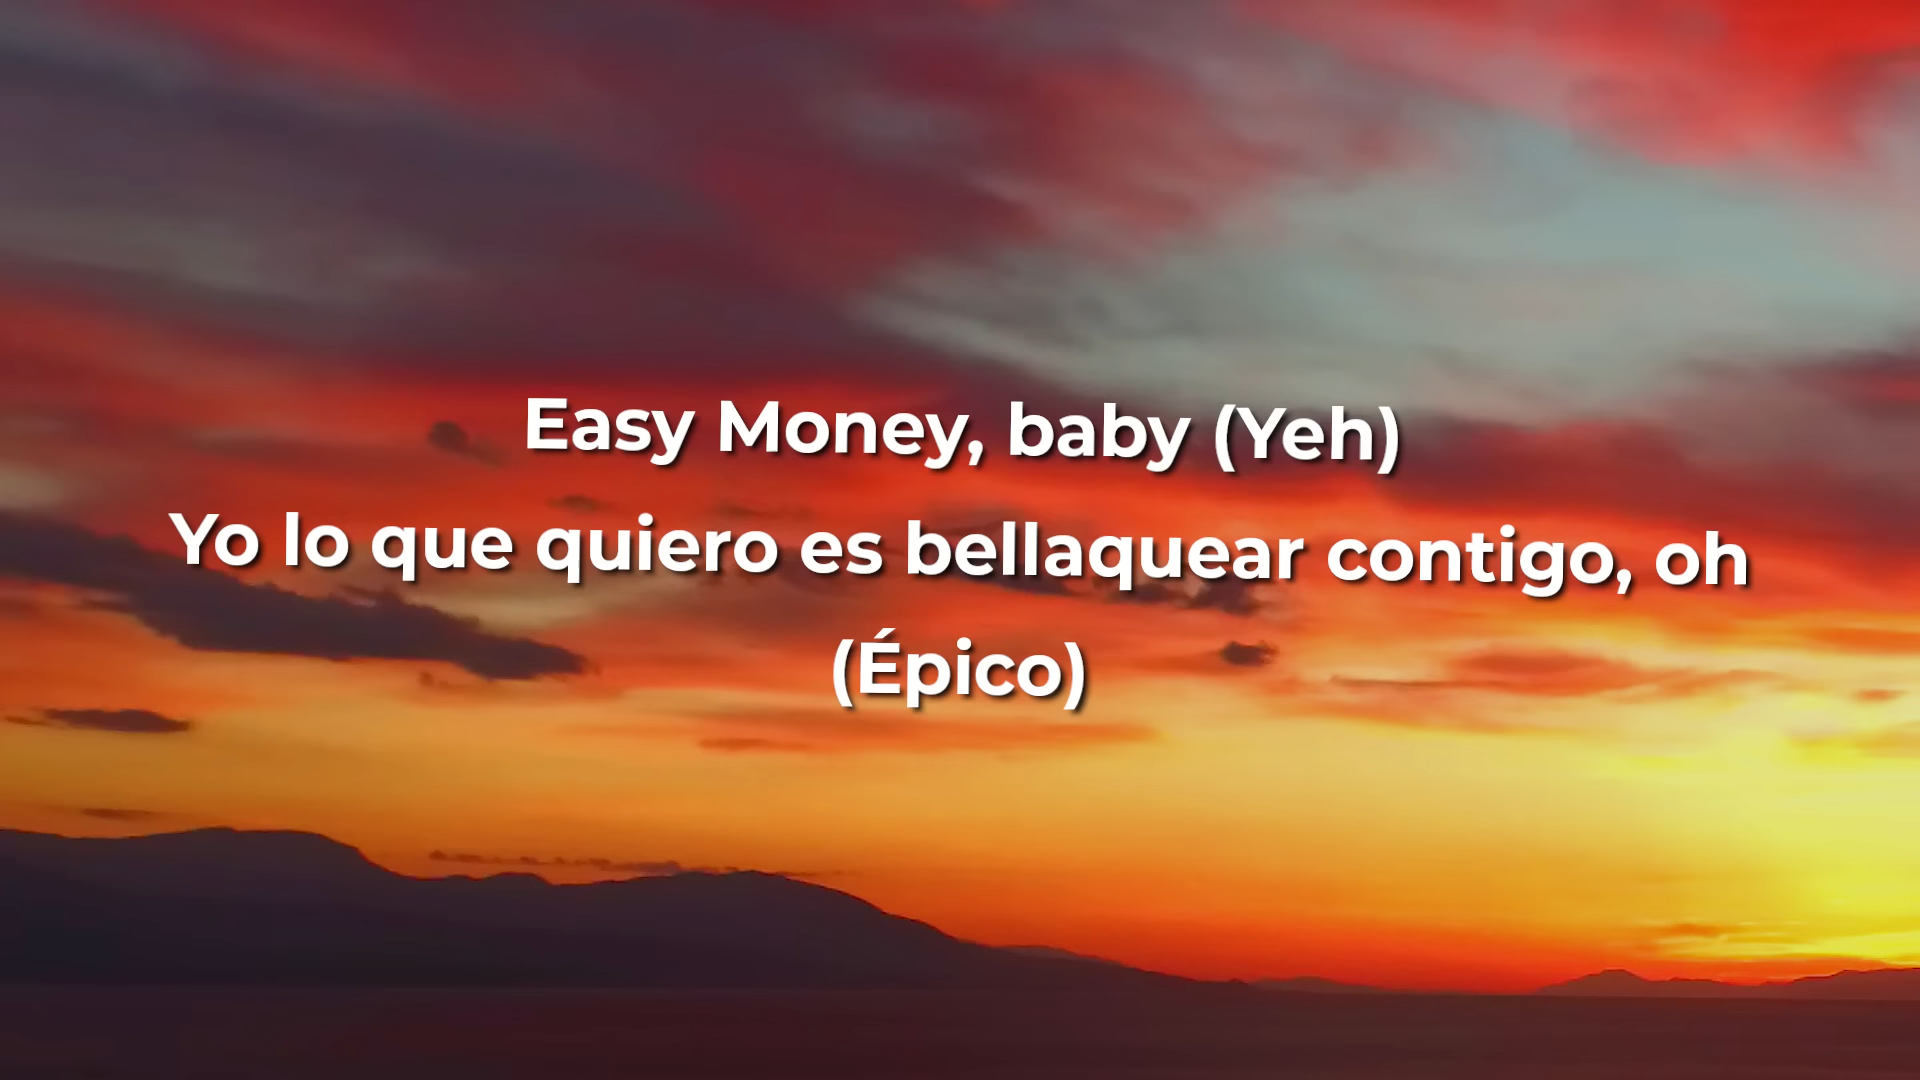 Easy Money, baby (Yeh)
Yo lo que quiero es bellaquear contigo, oh
(Épico)